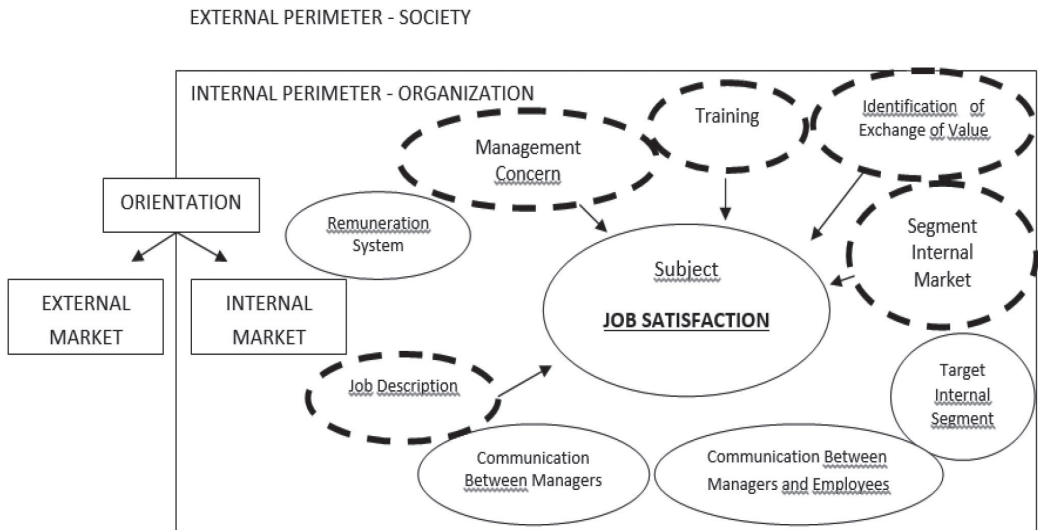 EXTERNAL PERIMETER - SOCIETY
INTERNAL PERIMETER - ORGANIZATION
Management
Concern
Training
Identification of
Exchange of Value
ORIENTATION
Remuneration
System
Segment
Internal
Market
EXTERNAL
MARKET
INTERNAL
MARKET
Subject
JOB SATISFACTION
Job Description
Target
Internal
Segment
Communication
Between Managers
Communication Between
Managers and Employees